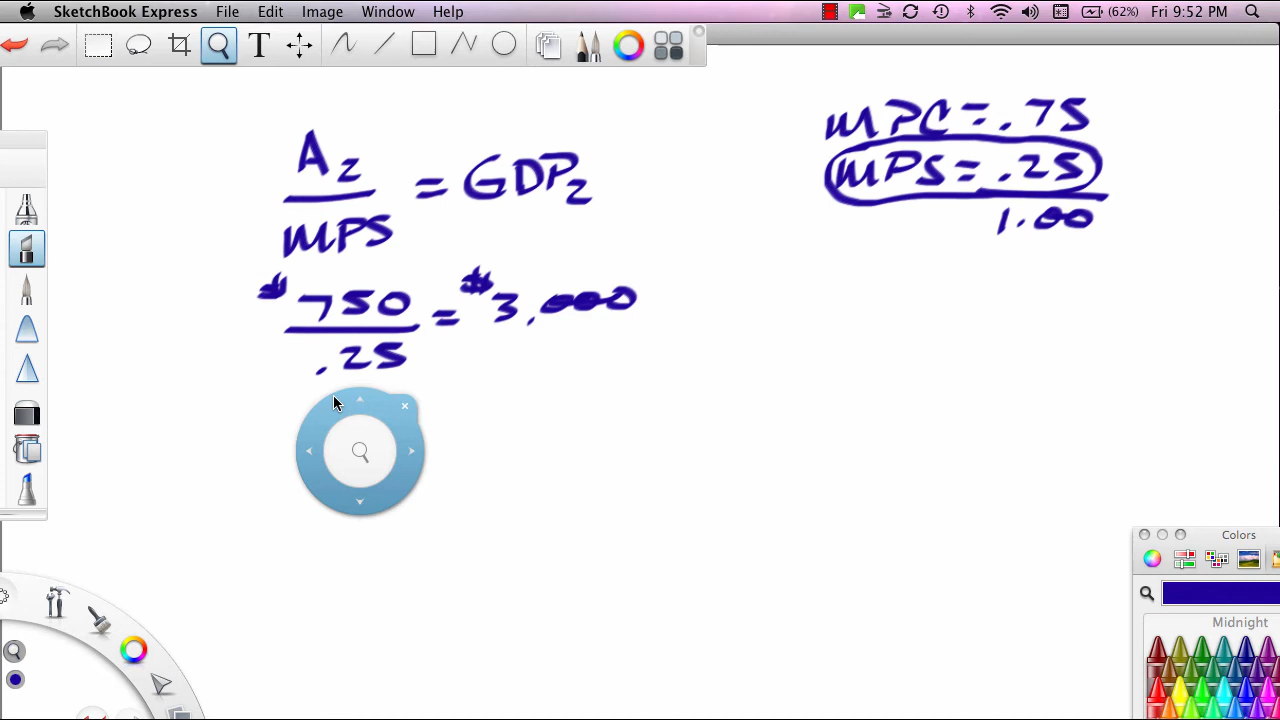 SketchBook Express File Edit Image Window Help (62%) Fri 9:52 PM
T
MPC = .75
MPS = .25
1.00
A2
MPS
= GDP2
$750
.25
= $3,000
Colors
Midnight